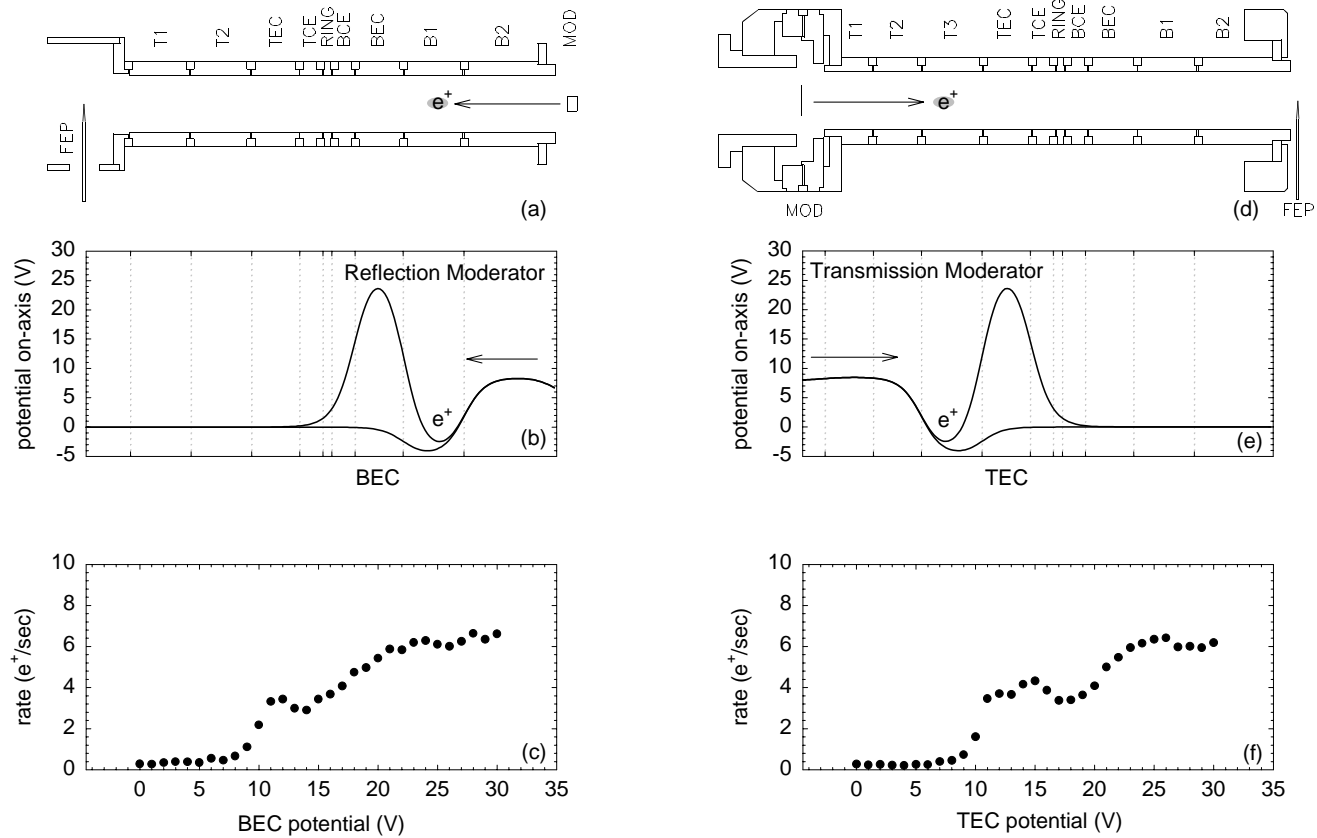 T1 T2 TEC TCE RING BCE BEC B1 B2 MOD
e+
FEP
(a)
T1 T2 T3 TEC TCE RING BCE BEC B1 B2
e+
MOD
FEP
(d)
potential on-axis (V)
30
25
20
15
10
5
0
-5
Reflection Moderator
e+
(b)
BEC
potential on-axis (V)
30
25
20
15
10
5
0
-5
Transmission Moderator
e+
(e)
TEC
rate (e+/sec)
10
8
6
4
2
0
(c)
0 5 10 15 20 25 30 35
BEC potential (V)
rate (e+/sec)
10
8
6
4
2
0
(f)
0 5 10 15 20 25 30 35
TEC potential (V)